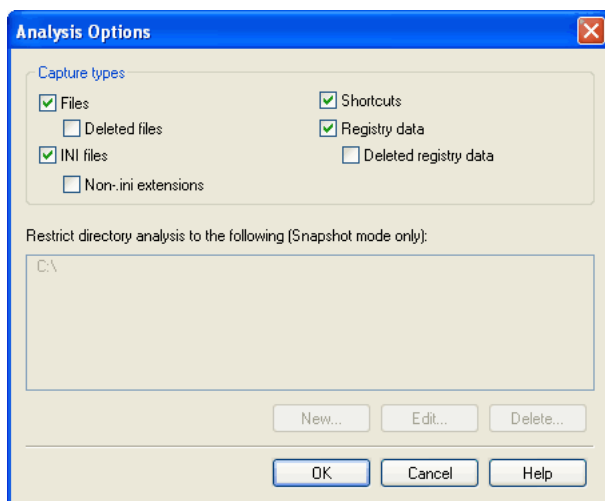 Analysis Options
Capture types
Files
Shortcuts
Deleted files
Registry data
INI files
Deleted registry data
Non-.ini extensions
Restrict directory analysis to the following (Snapshot mode only):
C:\
New... Edit... Delete...
OK Cancel Help